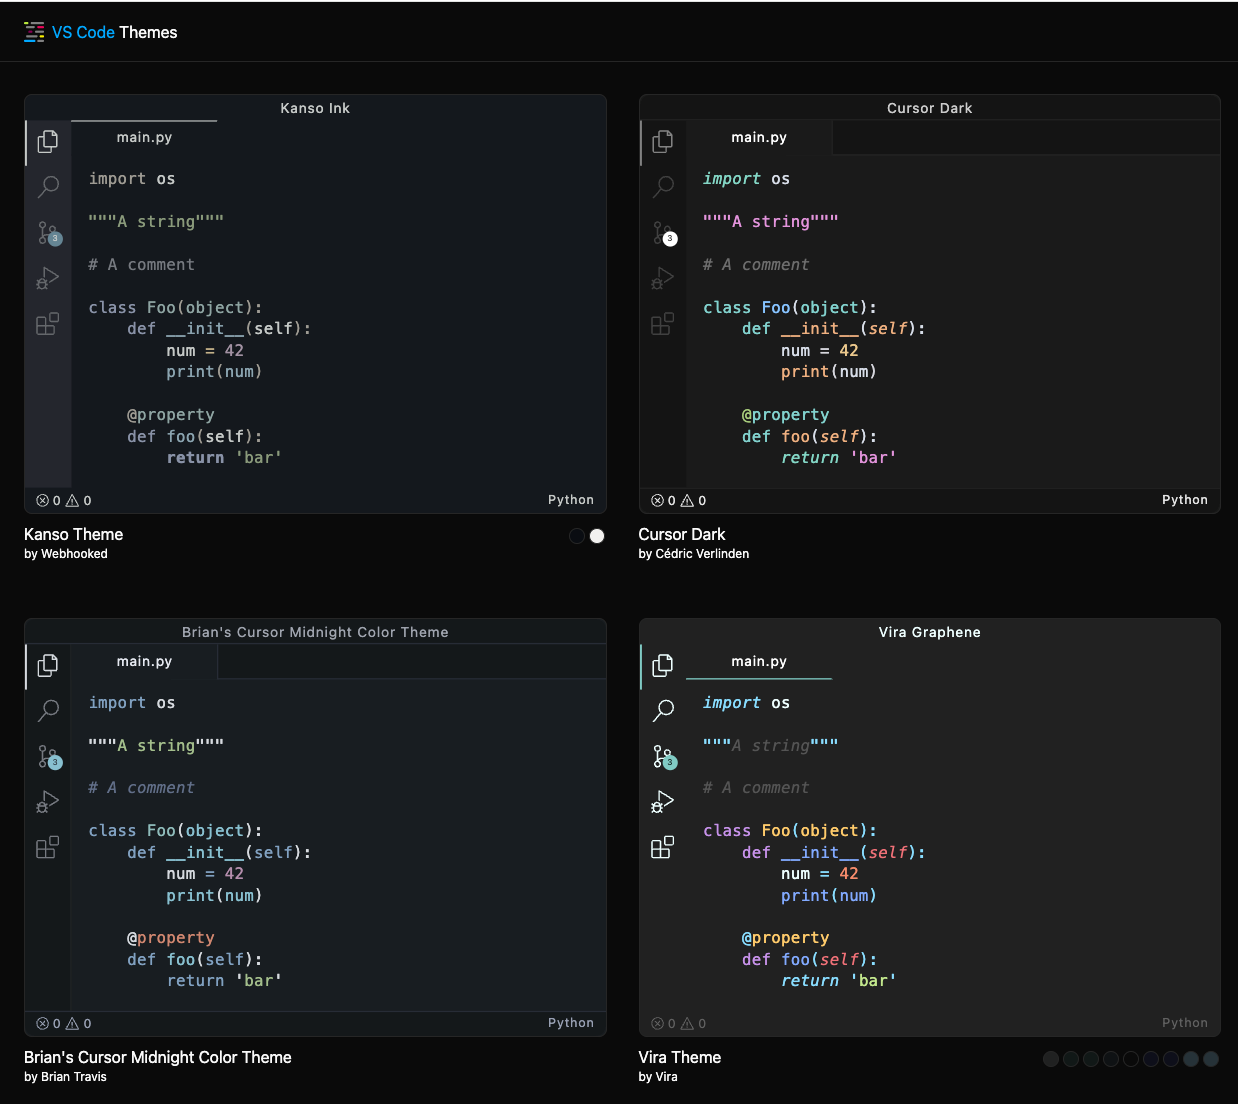 VS Code Themes
Kanso Ink
main.py
import os
"""A string"""
# A comment
class Foo(object):
    def __init__(self):
        num = 42
        print(num)
    @property
    def foo(self):
        return 'bar'
3
0 0
Python
Kanso Theme
by Webhooked
Cursor Dark
main.py
import os
"""A string"""
# A comment
class Foo(object):
    def __init__(self):
        num = 42
        print(num)
    @property
    def foo(self):
        return 'bar'
3
0 0
Python
Cursor Dark
by Cédric Verlinden
Brian's Cursor Midnight Color Theme
main.py
import os
"""A string"""
# A comment
class Foo(object):
    def __init__(self):
        num = 42
        print(num)
    @property
    def foo(self):
        return 'bar'
3
0 0
Python
Brian's Cursor Midnight Color Theme
by Brian Travis
Vira Graphene
main.py
import os
"""A string"""
# A comment
class Foo(object):
    def __init__(self):
        num = 42
        print(num)
    @property
    def foo(self):
        return 'bar'
3
0 0
Python
Vira Theme
by Vira